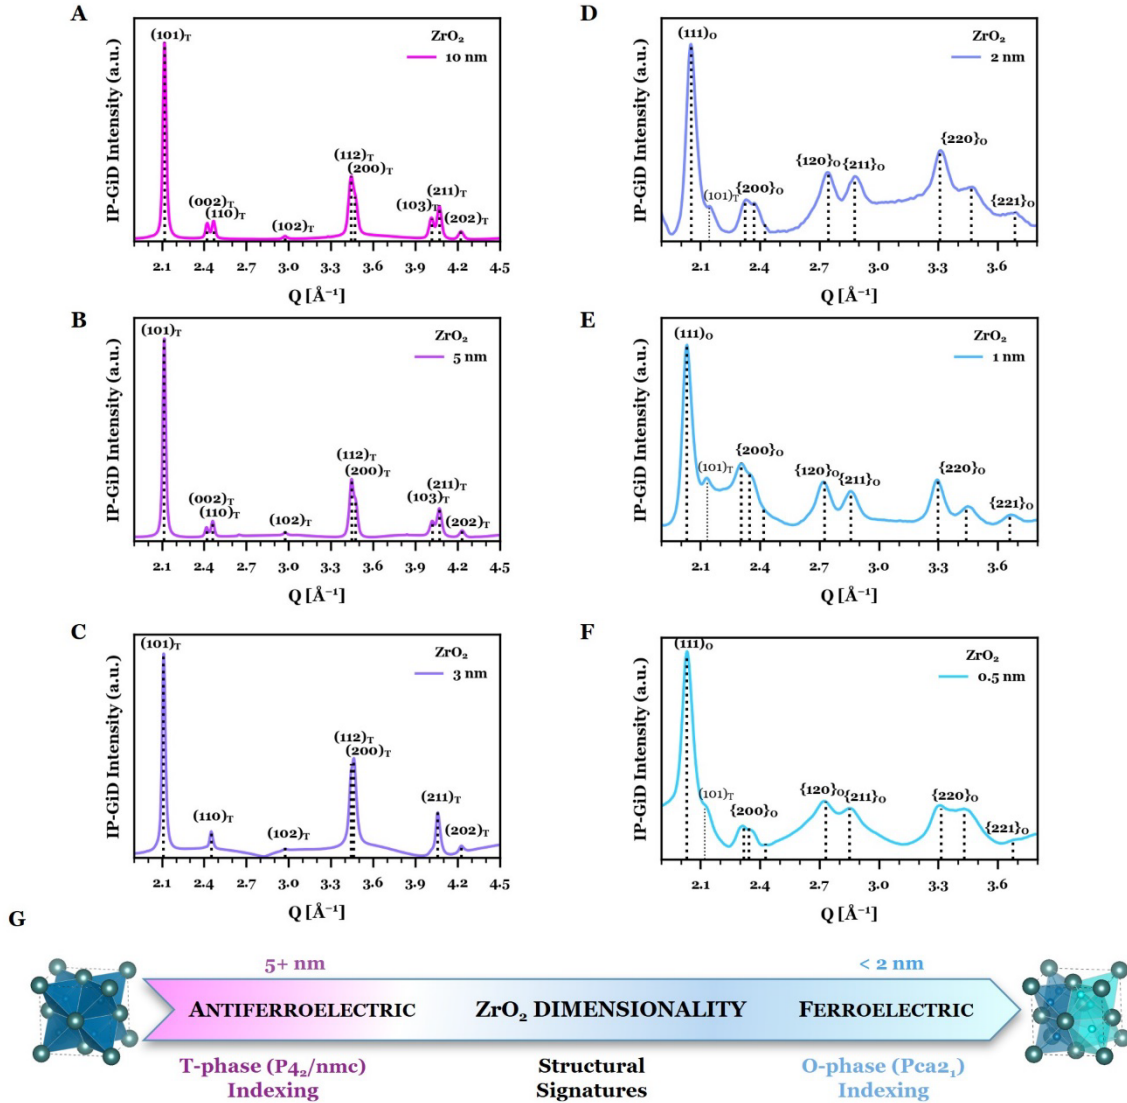 A
IP-GiD Intensity (a.u.)
(101)T
ZrO₂
10 nm
(002)T
(110)T
(102)T
(112)T
(200)T
(103)T
(211)T
(202)T
2.1 2.4 2.7 3.0 3.3 3.6 3.9 4.2 4.5
Q [Å⁻¹]
B
IP-GiD Intensity (a.u.)
(101)T
ZrO₂
5 nm
(002)T
(110)T
(102)T
(112)T
(200)T
(211)T
(103)T
(202)T
2.1 2.4 2.7 3.0 3.3 3.6 3.9 4.2 4.5
Q [Å⁻¹]
C
IP-GiD Intensity (a.u.)
(101)T
ZrO₂
3 nm
(110)T
(102)T
(112)T
(200)T
(211)T
(202)T
2.1 2.4 2.7 3.0 3.3 3.6 3.9 4.2 4.5
Q [Å⁻¹]
D
IP-GiD Intensity (a.u.)
(111)O
ZrO₂
2 nm
(101)T
{200}O
{120}O
{211}O
{220}O
{221}O
2.1 2.4 2.7 3.0 3.3 3.6
Q [Å⁻¹]
E
IP-GiD Intensity (a.u.)
(111)O
ZrO₂
1 nm
(101)T
{200}O
{120}O
{211}O
{220}O
{221}O
2.1 2.4 2.7 3.0 3.3 3.6
Q [Å⁻¹]
F
IP-GiD Intensity (a.u.)
(111)O
ZrO₂
0.5 nm
(101)T
{200}O
{120}O
{211}O
{220}O
{221}O
2.1 2.4 2.7 3.0 3.3 3.6
Q [Å⁻¹]
G
5+ nm
< 2 nm
ANTIFERROELECTRIC ZrO₂ DIMENSIONALITY FERROELECTRIC
T-phase (P4₂/nmc)
Indexing
Structural
Signatures
O-phase (Pca2₁)
Indexing